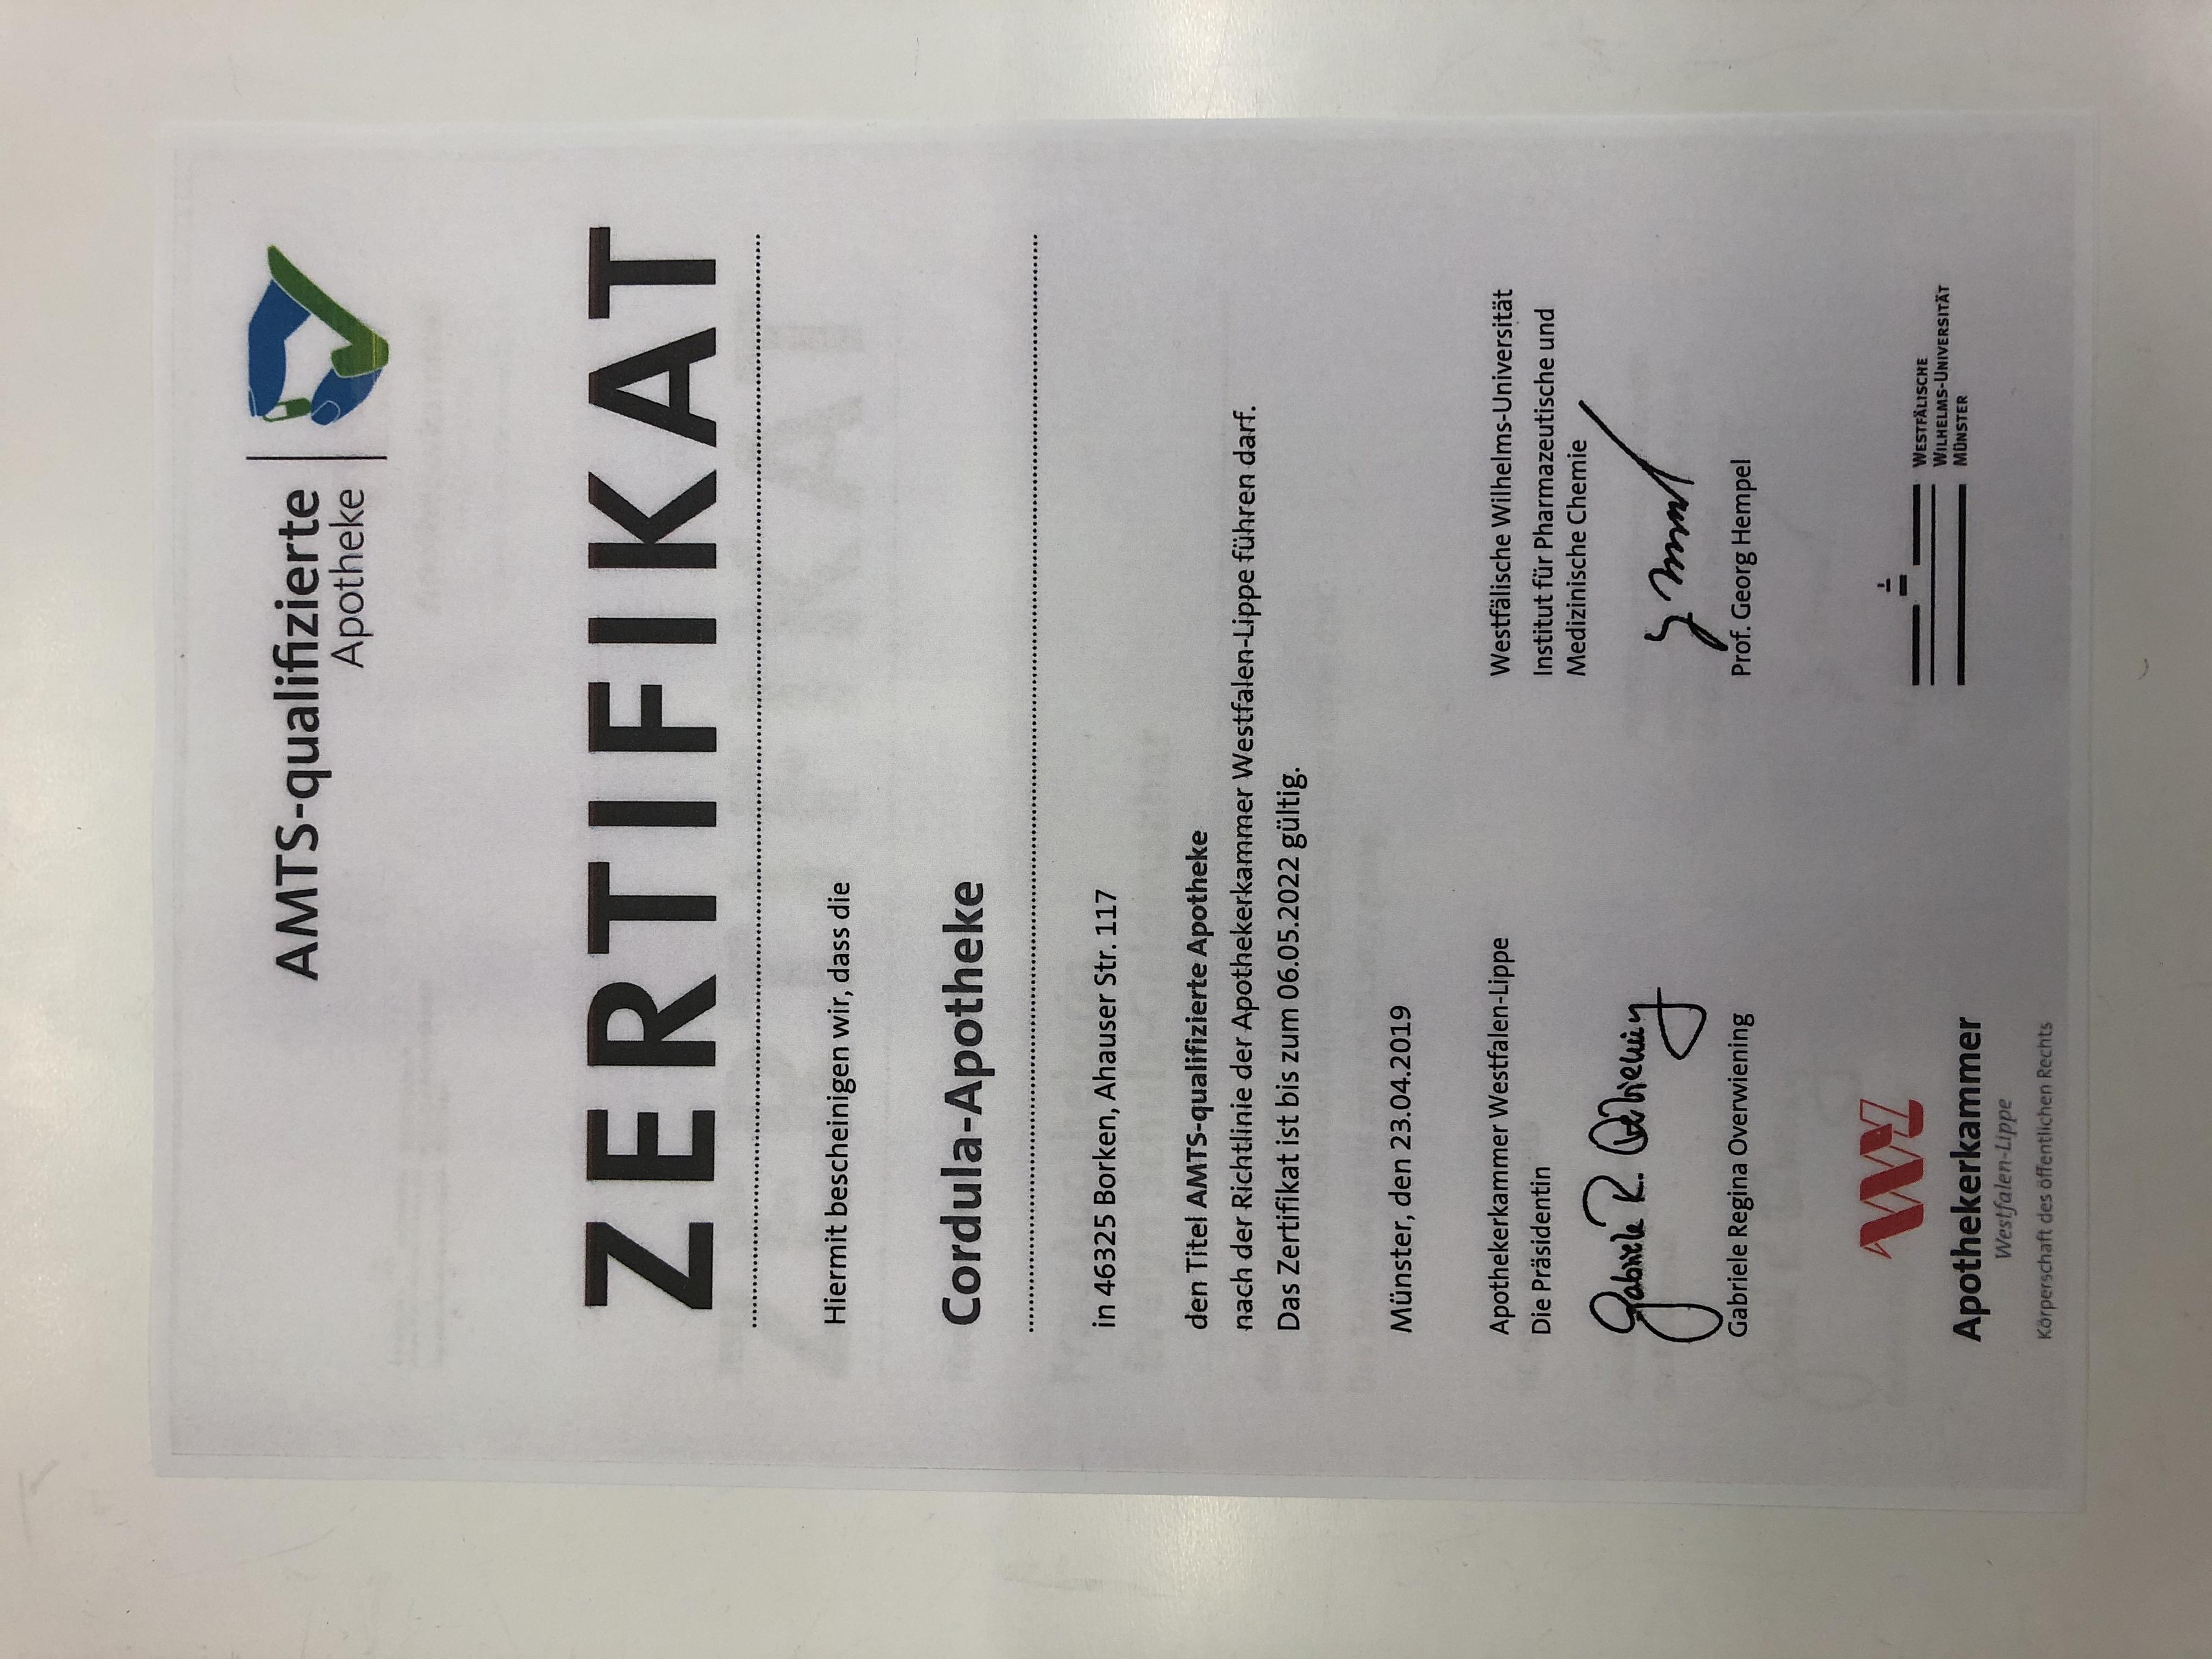 AMTS-qualifizierte
Apotheke
ZERTIFIKAT
Hiermit bescheinigen wir, dass die
Cordula-Apotheke
in 46325 Borken, Ahauser Str. 117
den Titel AMTS-qualifizierte Apotheke
nach der Richtlinie der Apothekerkammer Westfalen-Lippe führen darf.
Das Zertifikat ist bis zum 06.05.2022 gültig.
Münster, den 23.04.2019
Apothekerkammer Westfalen-Lippe
Die Präsidentin
Gabriele R. Overwiening
Gabriele Regina Overwiening
Westfälische Wilhelms-Universität
Institut für Pharmazeutische und
Medizinische Chemie
Prof. Georg Hempel
Apothekerkammer
Westfalen-Lippe
Körperschaft des öffentlichen Rechts
WESTFÄLISCHE
WILHELMS-UNIVERSITÄT
MÜNSTER